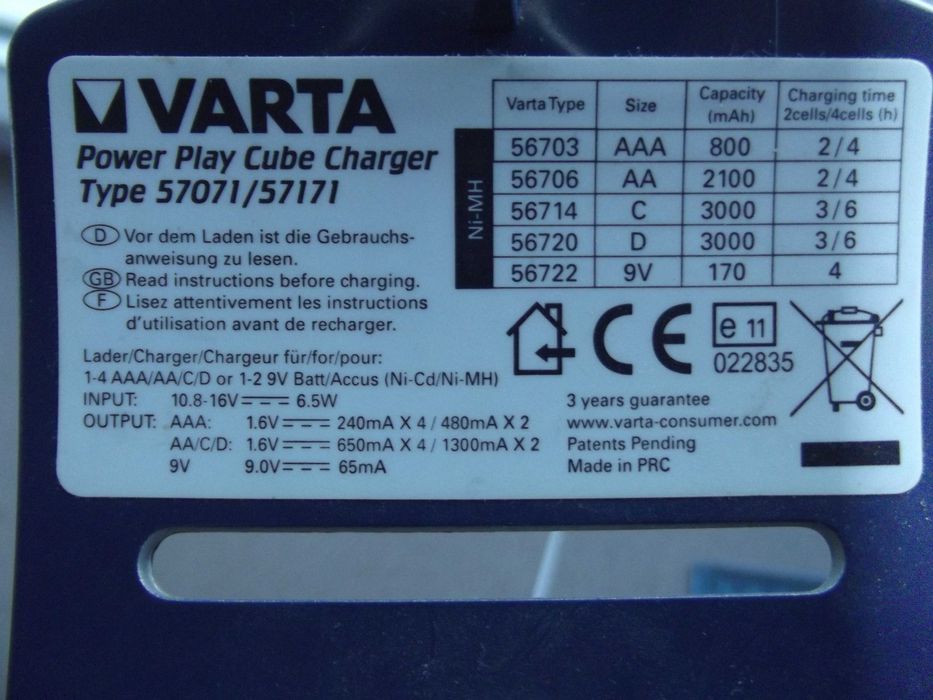 VARTA
Power Play Cube Charger
Type 57071/57171
D Vor dem Laden ist die Gebrauchs-
anweisung zu lesen.
GB Read instructions before charging.
F Lisez attentivement les instructions
d'utilisation avant de recharger.
Lader/Charger/Chargeur für/for/pour:
1-4 AAA/AA/C/D or 1-2 9V Batt/Accus (Ni-Cd/Ni-MH)
INPUT: 10.8-16V⎓ 6.5W
OUTPUT: AAA: 1.6V⎓ 240mA X 4 / 480mA X 2
AA/C/D: 1.6V⎓ 650mA X 4 / 1300mA X 2
9V 9.0V⎓ 65mA
Varta Type Size Capacity (mAh) Charging time 2cells/4cells (h)
Ni-MH
56703 AAA 800 2/4
56706 AA 2100 2/4
56714 C 3000 3/6
56720 D 3000 3/6
56722 9V 170 4
CE
e 11
022835
3 years guarantee
www.varta-consumer.com
Patents Pending
Made in PRC